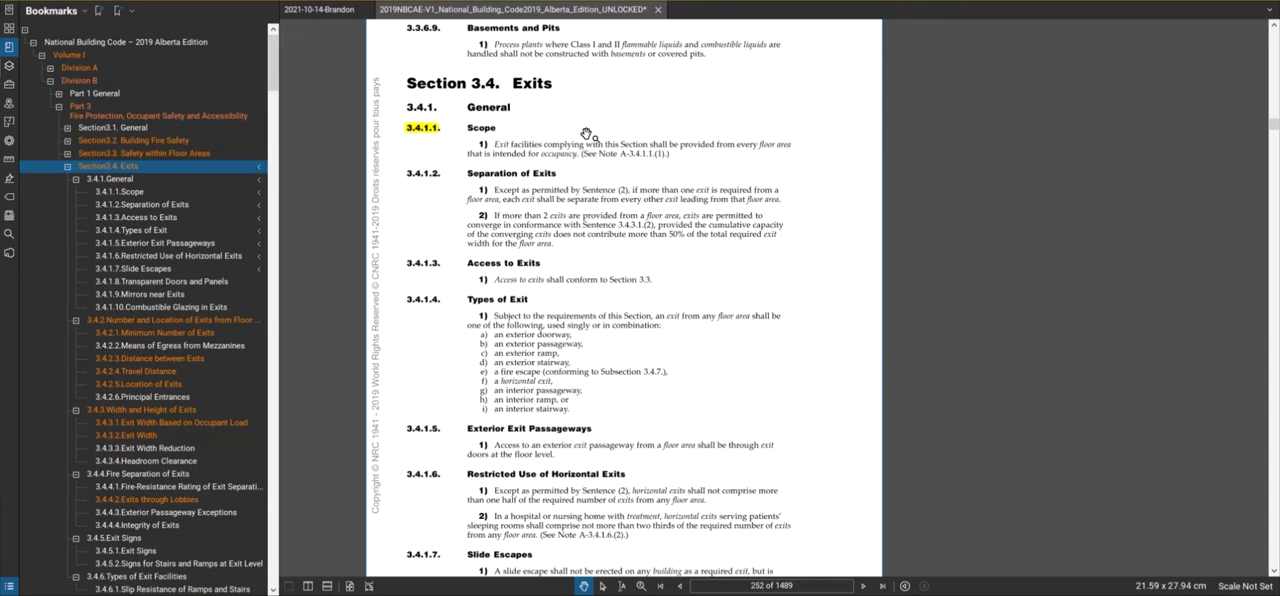 Bookmarks
2021-10-14-Brandon
2019NBCAE-V1_National_Building_Code2019_Alberta_Edition_UNLOCKED*
National Building Code – 2019 Alberta Edition
Volume I
Division A
Division B
Part 1 General
Part 3
Fire Protection, Occupant Safety and Accessibility
Section3.1. General
Section3.2. Building Fire Safety
Section3.3. Safety within Floor Areas
Section3.4. Exits
3.4.1.General
3.4.1.1.Scope
3.4.1.2.Separation of Exits
3.4.1.3.Access to Exits
3.4.1.4.Types of Exit
3.4.1.5.Exterior Exit Passageways
3.4.1.6.Restricted Use of Horizontal Exits
3.4.1.7.Slide Escapes
3.4.1.8.Transparent Doors and Panels
3.4.1.9.Mirrors near Exits
3.4.1.10.Combustible Glazing in Exits
3.4.2.Number and Location of Exits from Floor ...
3.4.2.1.Minimum Number of Exits
3.4.2.2.Means of Egress from Mezzanines
3.4.2.3.Distance between Exits
3.4.2.4.Travel Distance
3.4.2.5.Location of Exits
3.4.2.6.Principal Entrances
3.4.3.Width and Height of Exits
3.4.3.1.Exit Width Based on Occupant Load
3.4.3.2.Exit Width
3.4.3.3.Exit Width Reduction
3.4.3.4.Headroom Clearance
3.4.4.Fire Separation of Exits
3.4.4.1.Fire-Resistance Rating of Exit Separati...
3.4.4.2.Exits through Lobbies
3.4.4.3.Exterior Passageway Exceptions
3.4.4.4.Integrity of Exits
3.4.5.Exit Signs
3.4.5.1.Exit Signs
3.4.5.2.Signs for Stairs and Ramps at Exit Level
3.4.6.Types of Exit Facilities
3.4.6.1.Slip Resistance of Ramps and Stairs
Copyright © NRC 1941 - 2019 World Rights Reserved © CNRC 1941-2019 Droits réservés pour tous pays
3.3.6.9. Basements and Pits
1) Process plants where Class I and II flammable liquids and combustible liquids are
handled shall not be constructed with basements or covered pits.
Section 3.4. Exits
3.4.1. General
3.4.1.1. Scope
1) Exit facilities complying with this Section shall be provided from every floor area
that is intended for occupancy. (See Note A-3.4.1.1.(1).)
3.4.1.2. Separation of Exits
1) Except as permitted by Sentence (2), if more than one exit is required from a
floor area, each exit shall be separate from every other exit leading from that floor area.
2) If more than 2 exits are provided from a floor area, exits are permitted to
converge in conformance with Sentence 3.4.3.1.(2), provided the cumulative capacity
of the converging exits does not contribute more than 50% of the total required exit
width for the floor area.
3.4.1.3. Access to Exits
1) Access to exits shall conform to Section 3.3.
3.4.1.4. Types of Exit
1) Subject to the requirements of this Section, an exit from any floor area shall be
one of the following, used singly or in combination:
a) an exterior doorway,
b) an exterior passageway,
c) an exterior ramp,
d) an exterior stairway,
e) a fire escape (conforming to Subsection 3.4.7.),
f) a horizontal exit,
g) an interior passageway,
h) an interior ramp, or
i) an interior stairway.
3.4.1.5. Exterior Exit Passageways
1) Access to an exterior exit passageway from a floor area shall be through exit
doors at the floor level.
3.4.1.6. Restricted Use of Horizontal Exits
1) Except as permitted by Sentence (2), horizontal exits shall not comprise more
than one half of the required number of exits from any floor area.
2) In a hospital or nursing home with treatment, horizontal exits serving patients'
sleeping rooms shall comprise not more than two thirds of the required number of exits
from any floor area. (See Note A-3.4.1.6.(2).)
3.4.1.7. Slide Escapes
1) A slide escape shall not be erected on any building as a required exit, but is
252 of 1489
21.59 x 27.94 cm
Scale Not Set